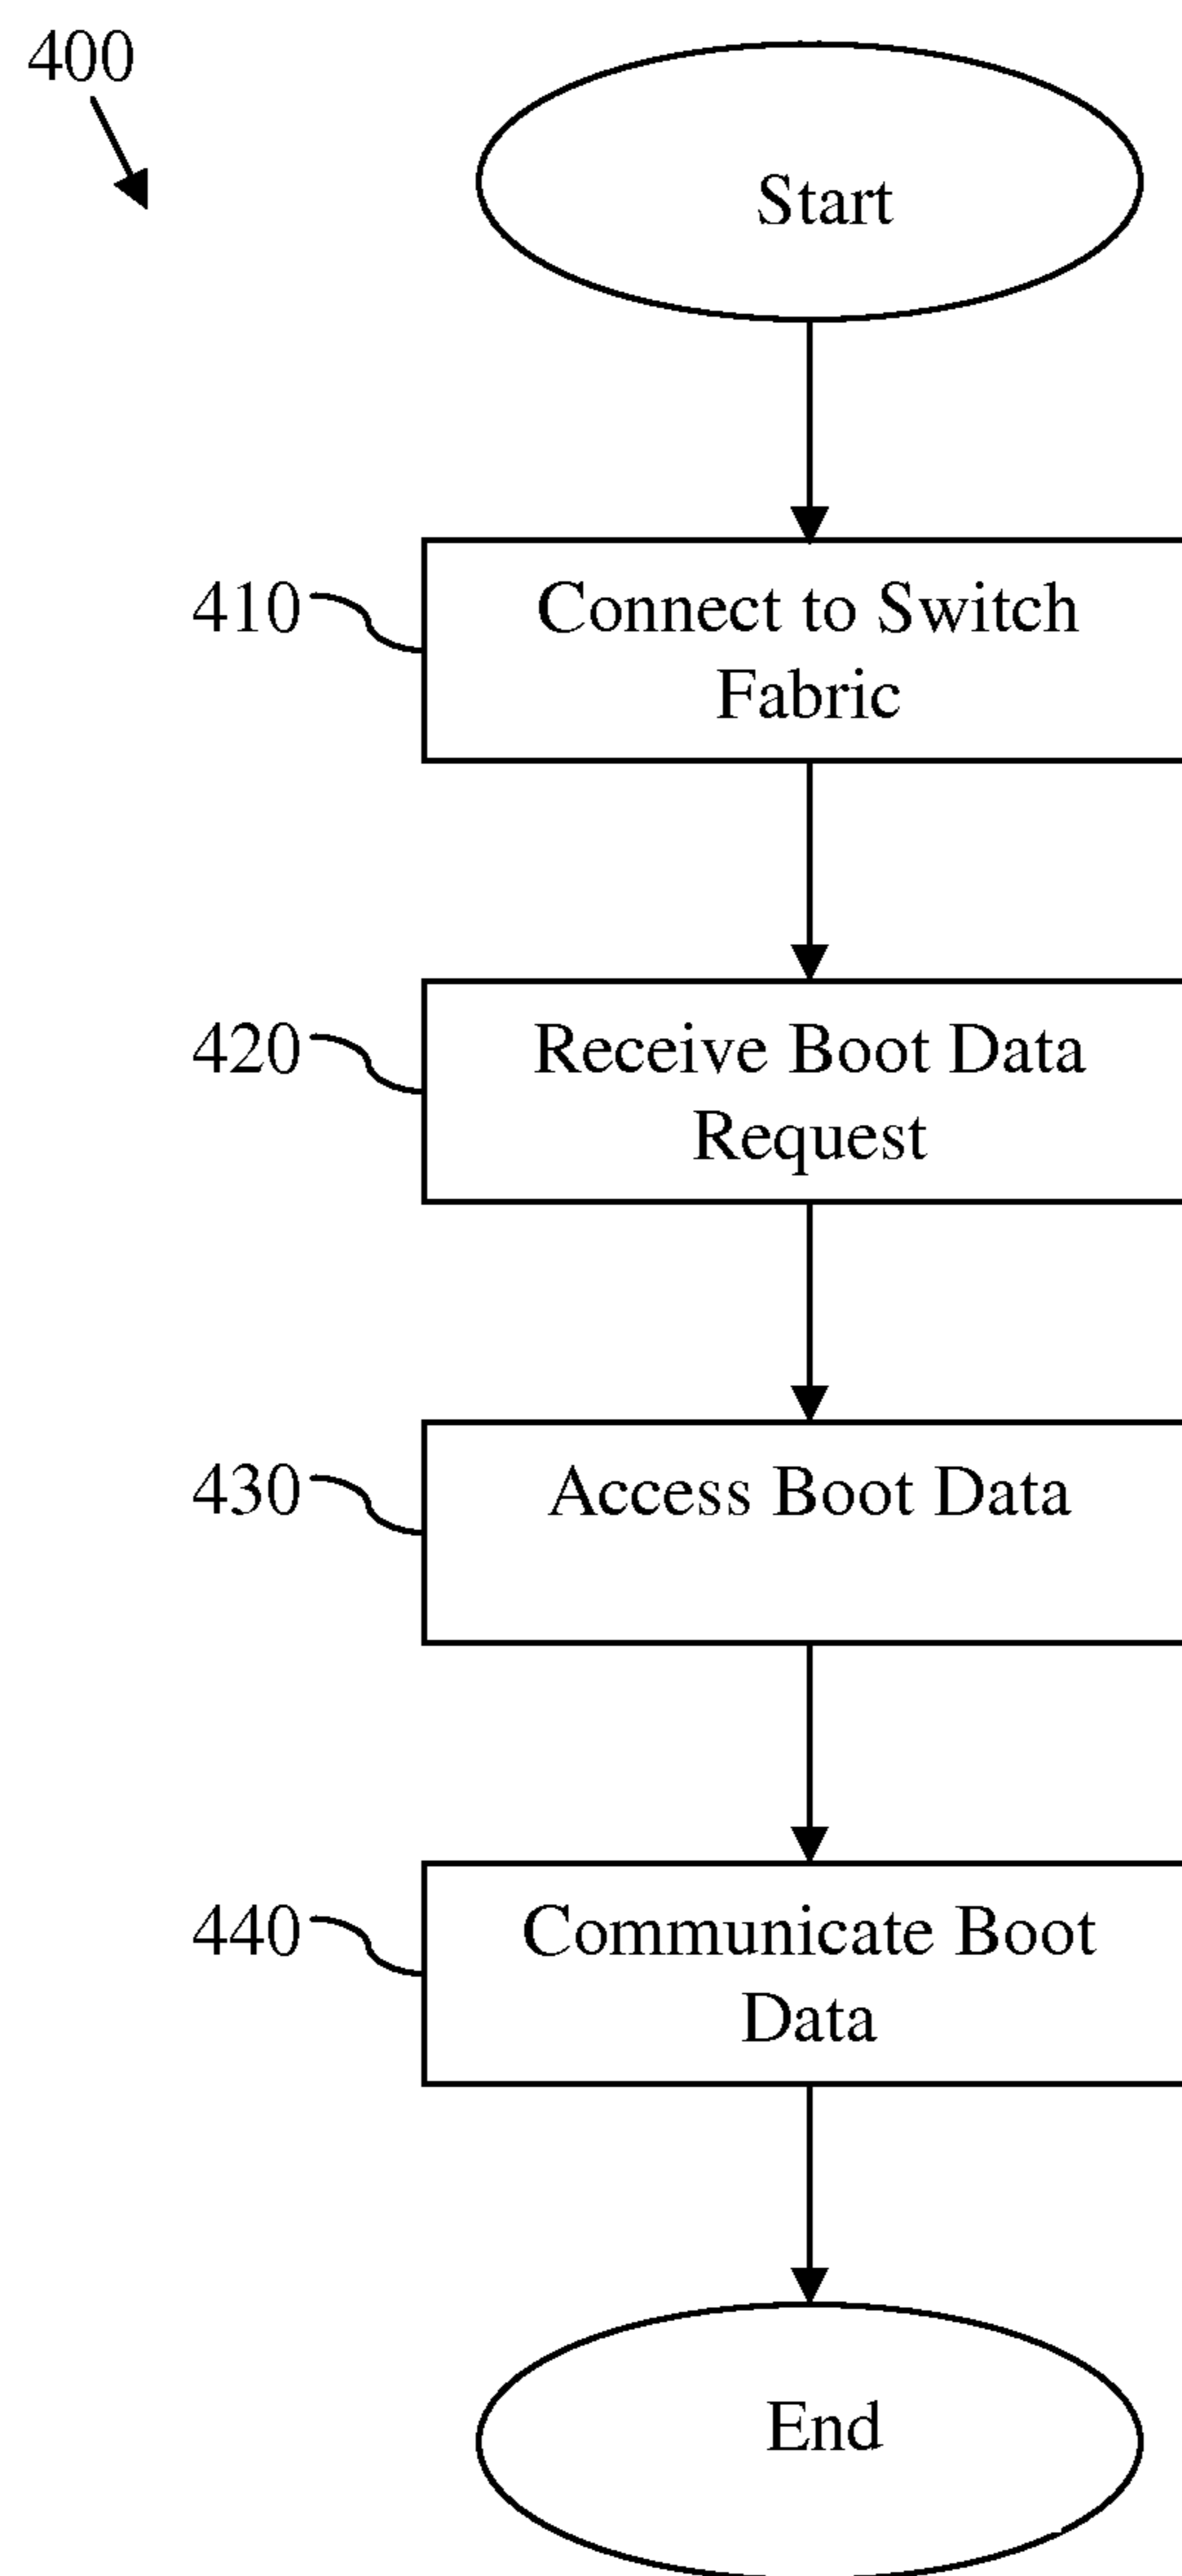 400
Start
410
Connect to Switch
Fabric
420
Receive Boot Data
Request
430
Access Boot Data
440
Communicate Boot
Data
End